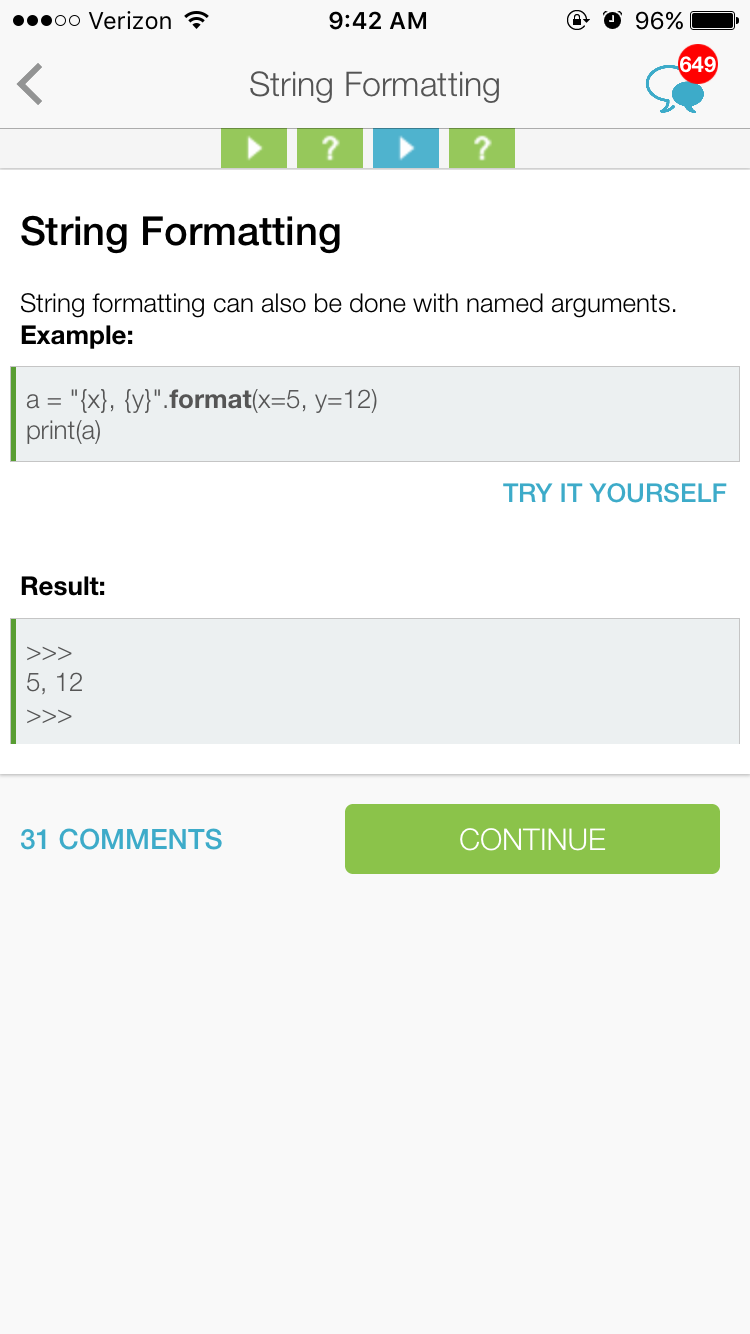 Verizon 9:42 AM 96%
String Formatting 649
? ?
String Formatting
String formatting can also be done with named arguments.
Example:
a = "{x}, {y}".format(x=5, y=12)
print(a)
TRY IT YOURSELF
Result:
>>>
5, 12
>>>
31 COMMENTS CONTINUE